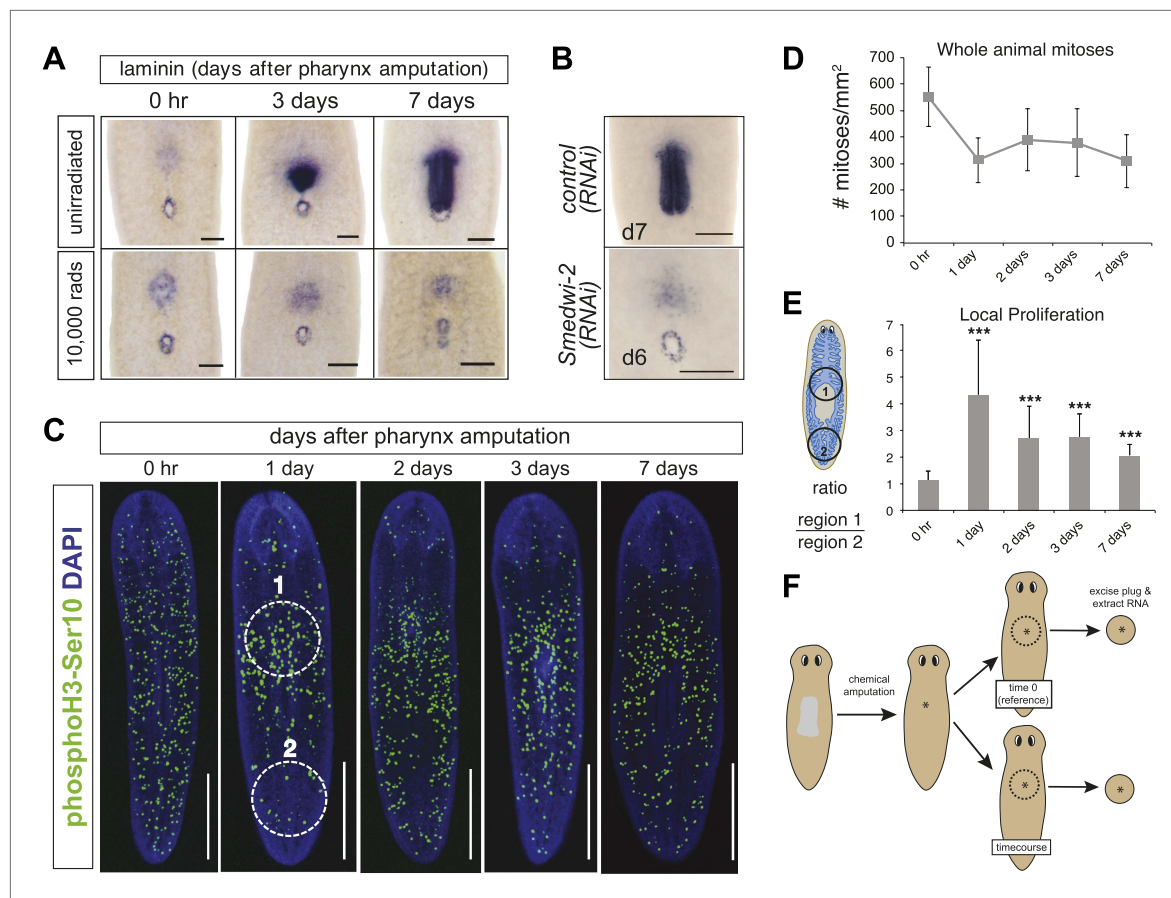 A
laminin (days after pharynx amputation)
0 hr
3 days
7 days
unirradiated
10,000 rads
B
control
(RNAi)
d7
Smedwi-2
(RNAi)
d6
C
days after pharynx amputation
0 hr
1 day
2 days
3 days
7 days
phosphoH3-Ser10 DAPI
1
2
D
Whole animal mitoses
# mitoses/mm²
700
600
500
400
300
200
100
0
0 hr
1 day
2 days
3 days
7 days
E
1
2
ratio
region 1
region 2
Local Proliferation
7
6
5
4
3
2
1
0
***
***
***
***
0 hr
1 day
2 days
3 days
7 days
F
chemical
amputation
*
*
time 0
(reference)
excise plug &
extract RNA
*
*
timecourse
*